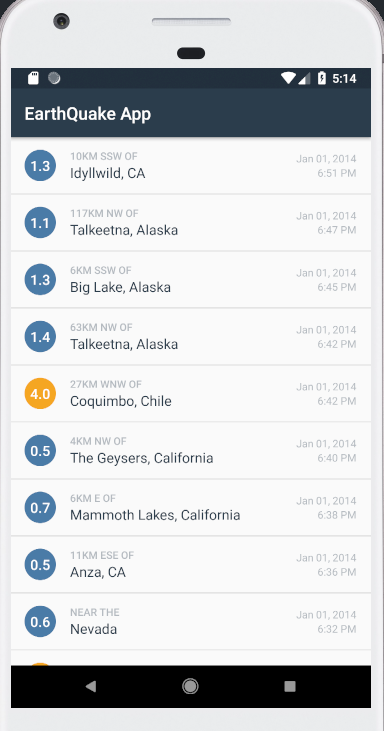 5:14
EarthQuake App
1.3
10KM SSW OF
Idyllwild, CA
Jan 01, 2014
6:51 PM
1.1
117KM NW OF
Talkeetna, Alaska
Jan 01, 2014
6:47 PM
1.3
6KM SSW OF
Big Lake, Alaska
Jan 01, 2014
6:45 PM
1.4
63KM NW OF
Talkeetna, Alaska
Jan 01, 2014
6:42 PM
4.0
27KM WNW OF
Coquimbo, Chile
Jan 01, 2014
6:42 PM
0.5
4KM NW OF
The Geysers, California
Jan 01, 2014
6:40 PM
0.7
6KM E OF
Mammoth Lakes, California
Jan 01, 2014
6:38 PM
0.5
11KM ESE OF
Anza, CA
Jan 01, 2014
6:36 PM
0.6
NEAR THE
Nevada
Jan 01, 2014
6:32 PM